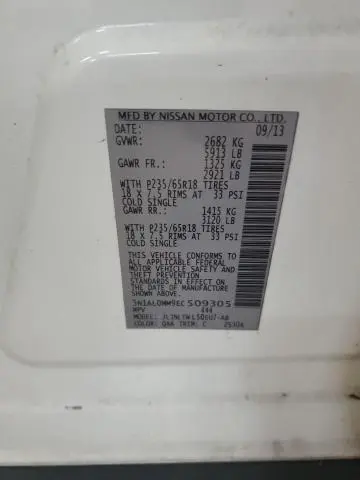 MFD BY NISSAN MOTOR CO., LTD.
DATE: 09/13
GVWR: 2682 KG
5913 LB
GAWR FR.: 1325 KG
2921 LB
WITH P235/65R18 TIRES
18 X 7.5 RIMS AT 33 PSI
COLD SINGLE
GAWR RR.: 1415 KG
3120 LB
WITH P235/65R18 TIRES
18 X 7.5 RIMS AT 33 PSI
COLD SINGLE
THIS VEHICLE CONFORMS TO
ALL APPLICABLE FEDERAL
MOTOR VEHICLE SAFETY
STANDARDS IN EFFECT ON
THE DATE OF MANUFACTURE
SHOWN ABOVE.
5N1AL0MM9EC509305
MPV 444
MODEL:
COLOR: QAA TRIM: C